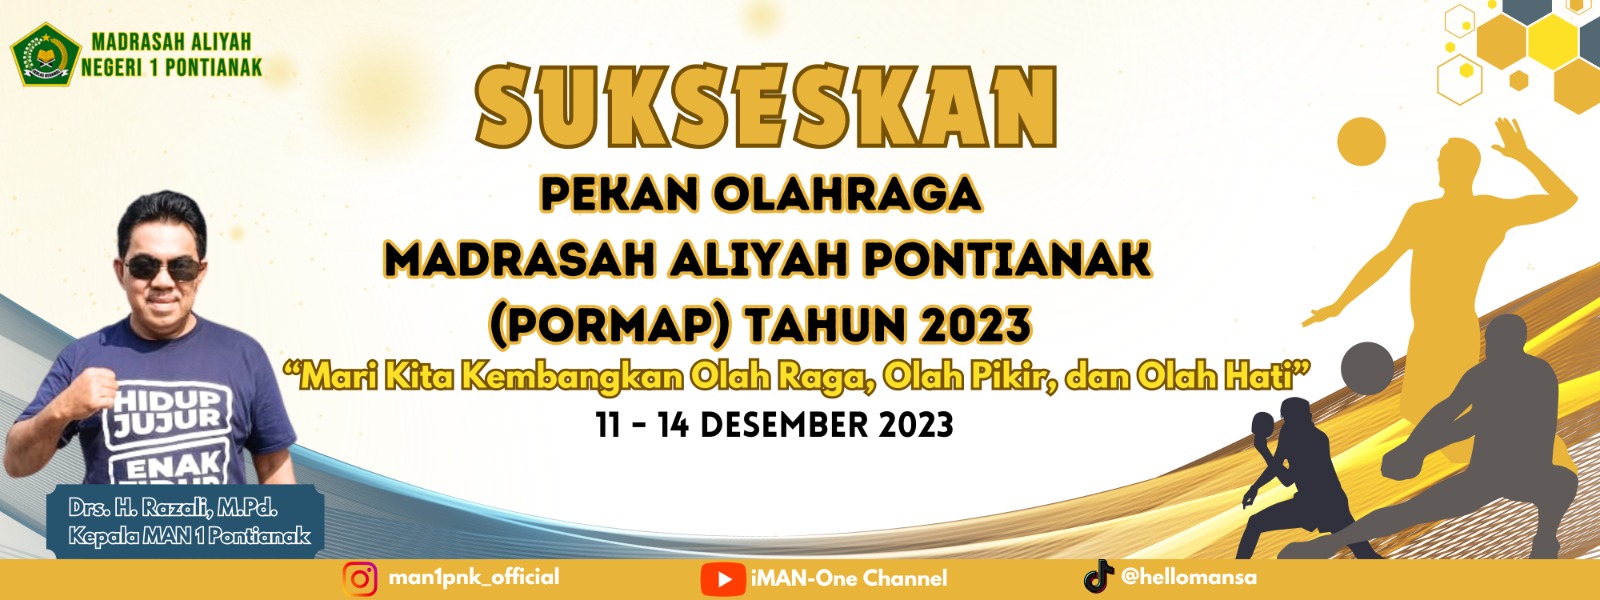 MADRASAH ALIYAH
NEGERI 1 PONTIANAK
SUKSESKAN
PEKAN OLAHRAGA
MADRASAH ALIYAH PONTIANAK
(PORMAP) TAHUN 2023
“Mari Kita Kembangkan Olah Raga, Olah Pikir, dan Olah Hati”
11 - 14 DESEMBER 2023
HIDUP
JUJUR
ENAK
TIDUR
Drs. H. Razali, M.Pd.
Kepala MAN 1 Pontianak
man1pnk_official
iMAN-One Channel
@hellomansa